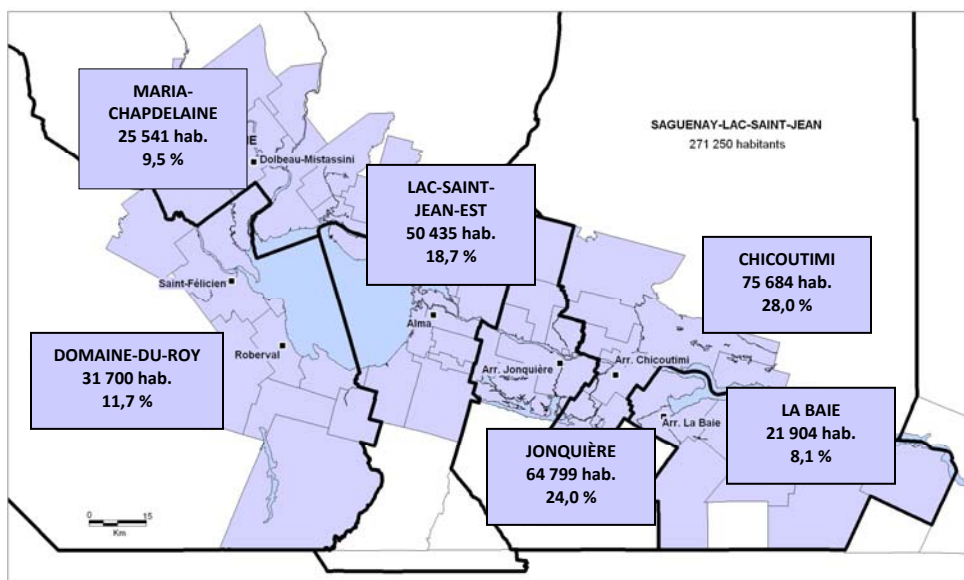 MARIA-
CHAPDELAINE
25 541 hab.
9,5 %
NE
Dolbeau-Mistassini
SAGUENAY-LAC-SAINT-JEAN
271 250 habitants
LAC-SAINT-
JEAN-EST
50 435 hab.
18,7 %
CHICOUTIMI
75 684 hab.
28,0 %
Saint-Félicien
Alma
Roberval
DOMAINE-DU-ROY
31 700 hab.
11,7 %
Arr. Jonquière
Arr. Chicoutimi
Arr. La Baie
LA BAIE
21 904 hab.
8,1 %
JONQUIÈRE
64 799 hab.
24,0 %
0 15
Km